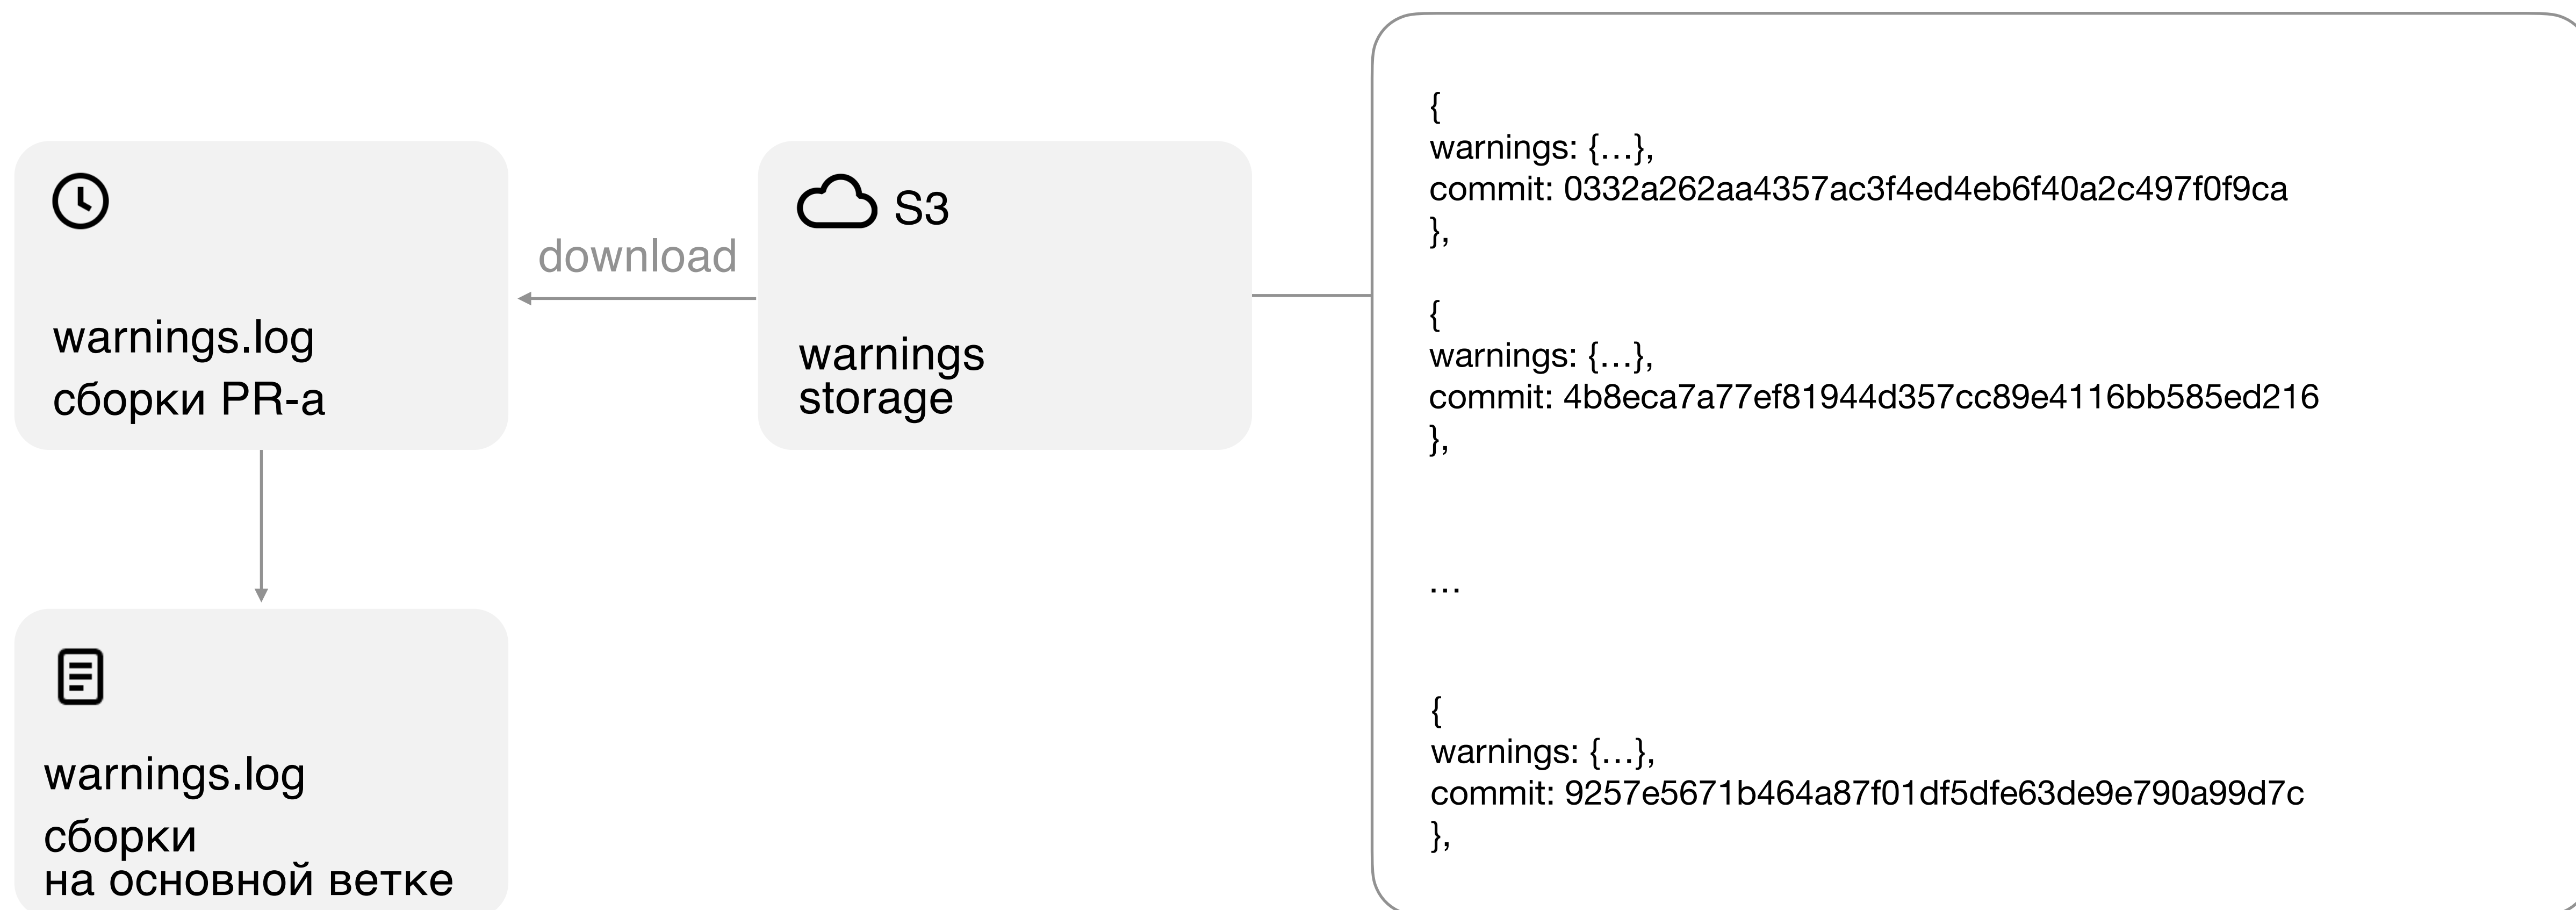 warnings.log
сборки PR-а
download
S3
warnings
storage
{
warnings: {…},
commit: 0332a262aa4357ac3f4ed4eb6f40a2c497f0f9ca
},
{
warnings: {…},
commit: 4b8eca7a77ef81944d357cc89e4116bb585ed216
},
…
{
warnings: {…},
commit: 9257e5671b464a87f01df5dfe63de9e790a99d7c
},
warnings.log
сборки
на основной ветке